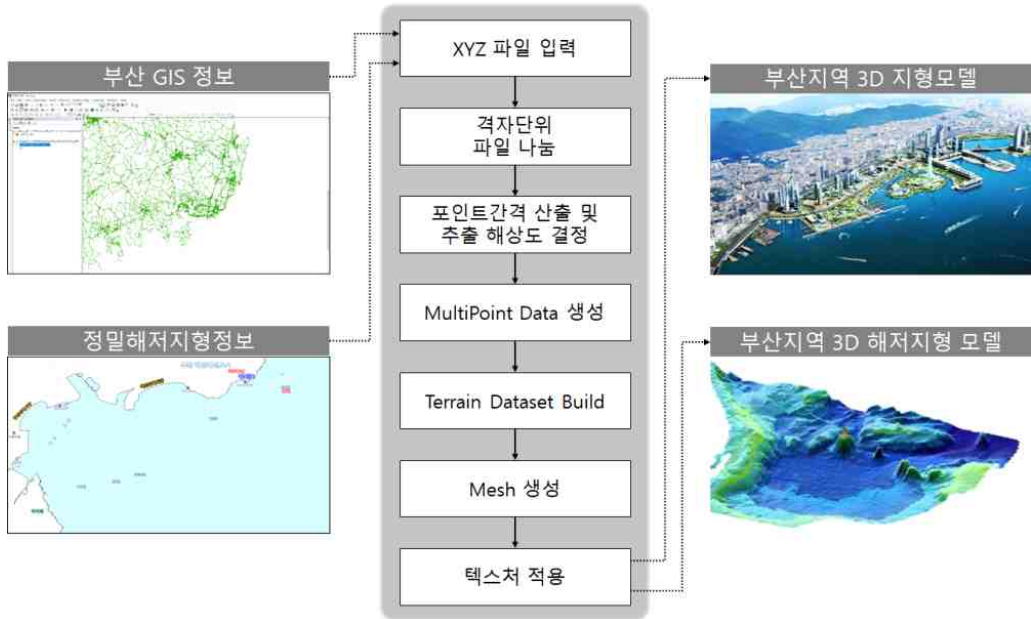 XYZ 파일 입력
부산 GIS 정보
부산지역 3D 지형모델
격자단위
파일 나눔
포인트간격 산출 및
추출 해상도 결정
MultiPoint Data 생성
정밀해저지형정보
부산지역 3D 해저지형 모델
Terrain Dataset Build
Mesh 생성
텍스처 적용